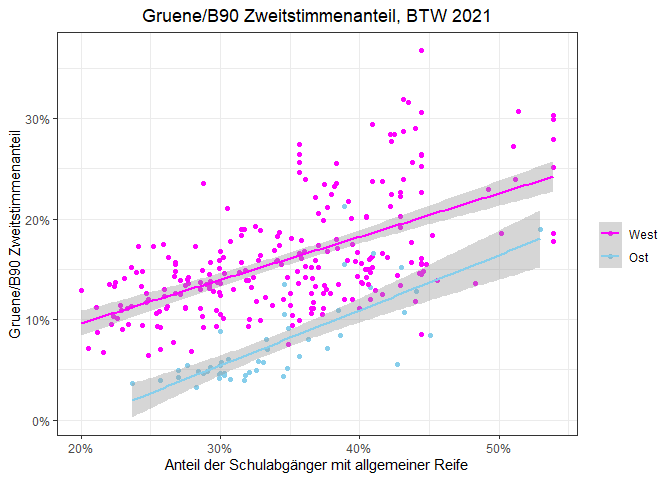 Gruene/B90 Zweitstimmenanteil, BTW 2021
Gruene/B90 Zweitstimmenanteil
30%
20%
10%
0%
20%
30%
40%
50%
Anteil der Schulabgänger mit allgemeiner Reife
West
Ost